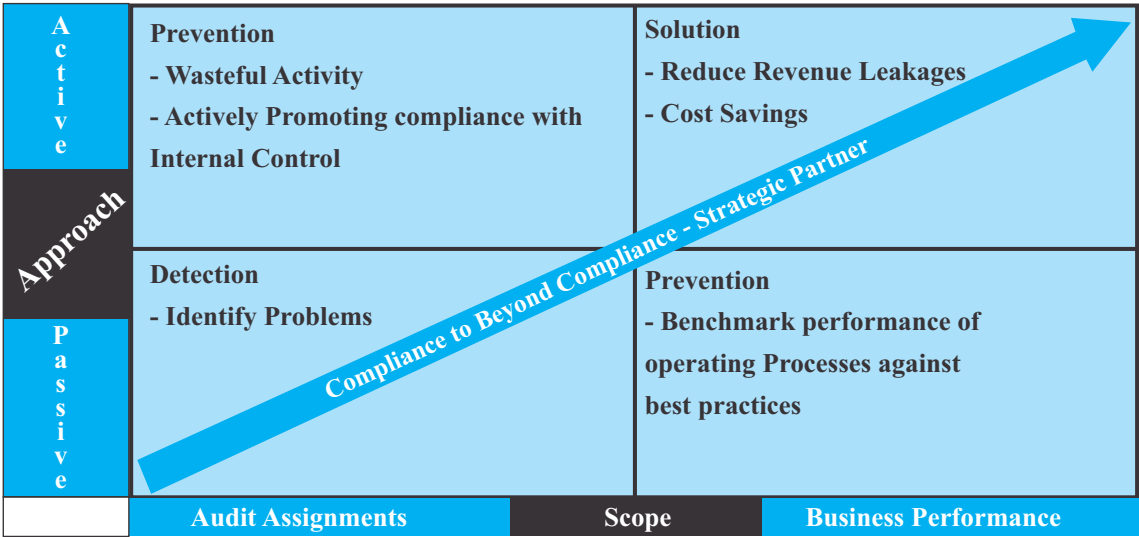 Active
Prevention
- Wasteful Activity
- Actively Promoting compliance with
Internal Control
Solution
- Reduce Revenue Leakages
- Cost Savings
Approach
Compliance to Beyond Compliance - Strategic Partner
Passive
Detection
- Identify Problems
Prevention
- Benchmark performance of
operating Processes against
best practices
Audit Assignments
Scope
Business Performance